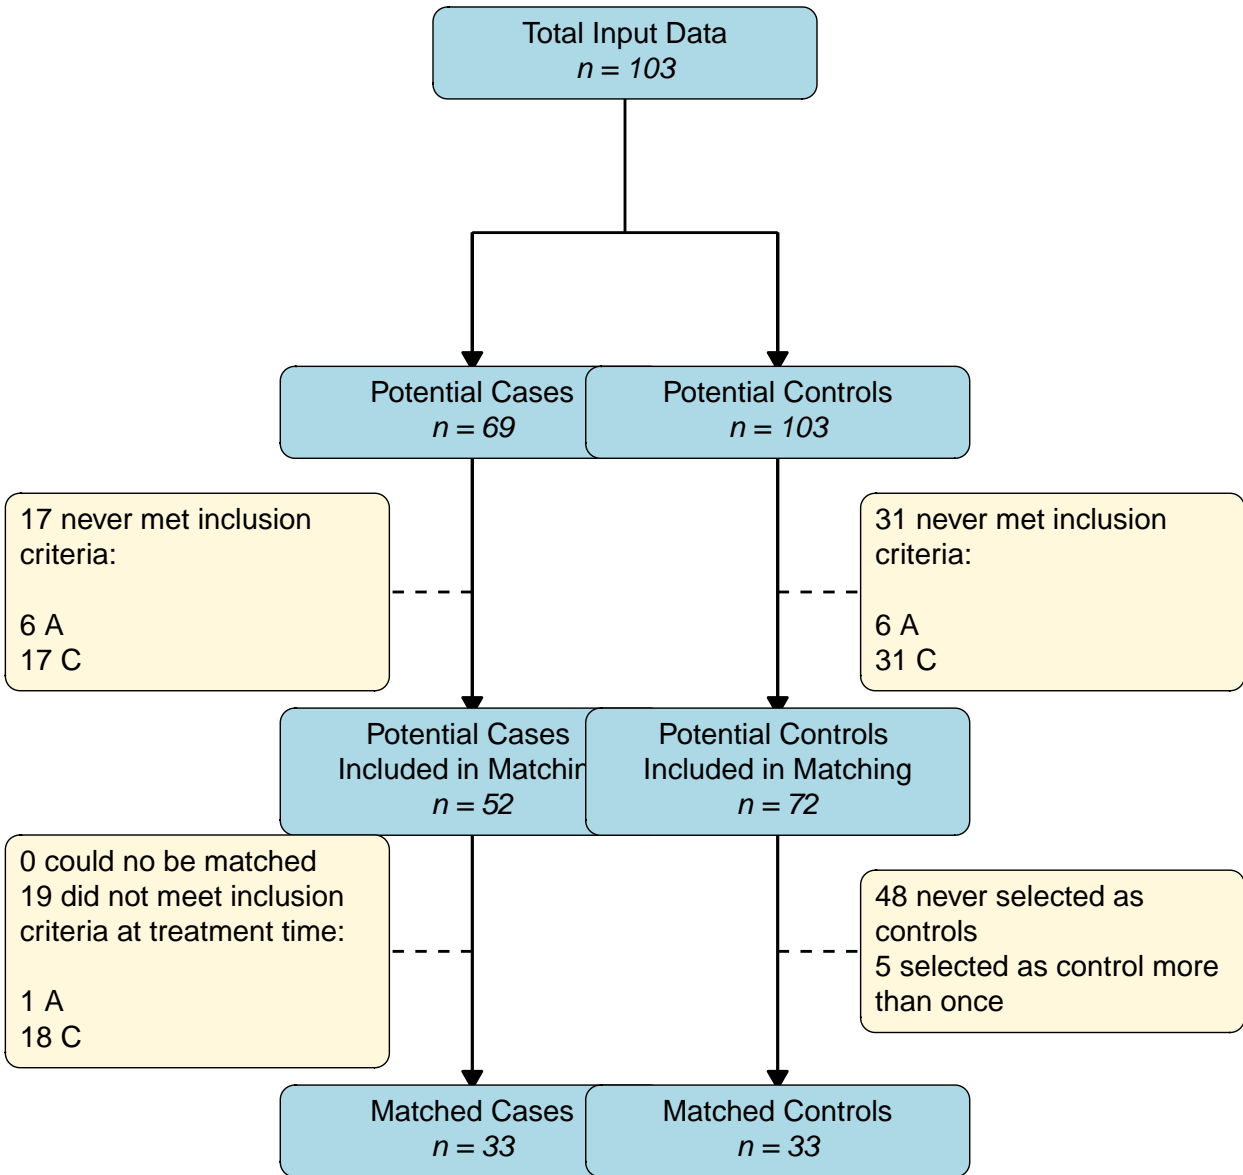 Total Input Data
n = 103
Potential Cases
n = 69
Potential Controls
n = 103
17 never met inclusion
criteria:
6 A
17 C
31 never met inclusion
criteria:
6 A
31 C
Potential Cases
Included in Matchin
n = 52
Potential Controls
Included in Matching
n = 72
0 could no be matched
19 did not meet inclusion
criteria at treatment time:
1 A
18 C
48 never selected as
controls
5 selected as control more
than once
Matched Cases
n = 33
Matched Controls
n = 33